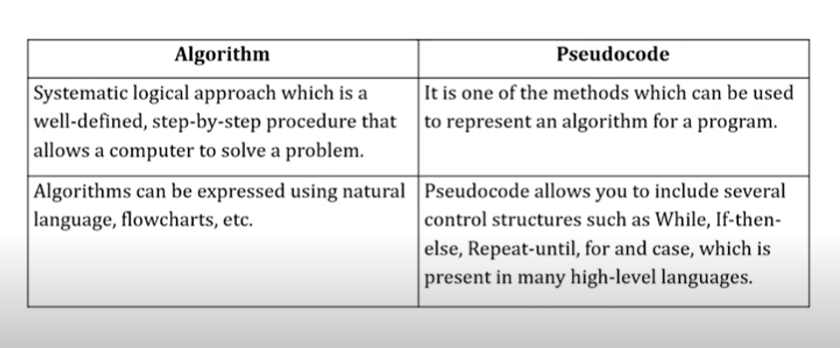 Algorithm
Pseudocode
Systematic logical approach which is a
well-defined, step-by-step procedure that
allows a computer to solve a problem.
It is one of the methods which can be used
to represent an algorithm for a program.
Algorithms can be expressed using natural
language, flowcharts, etc.
Pseudocode allows you to include several
control structures such as While, If-then-
else, Repeat-until, for and case, which is
present in many high-level languages.